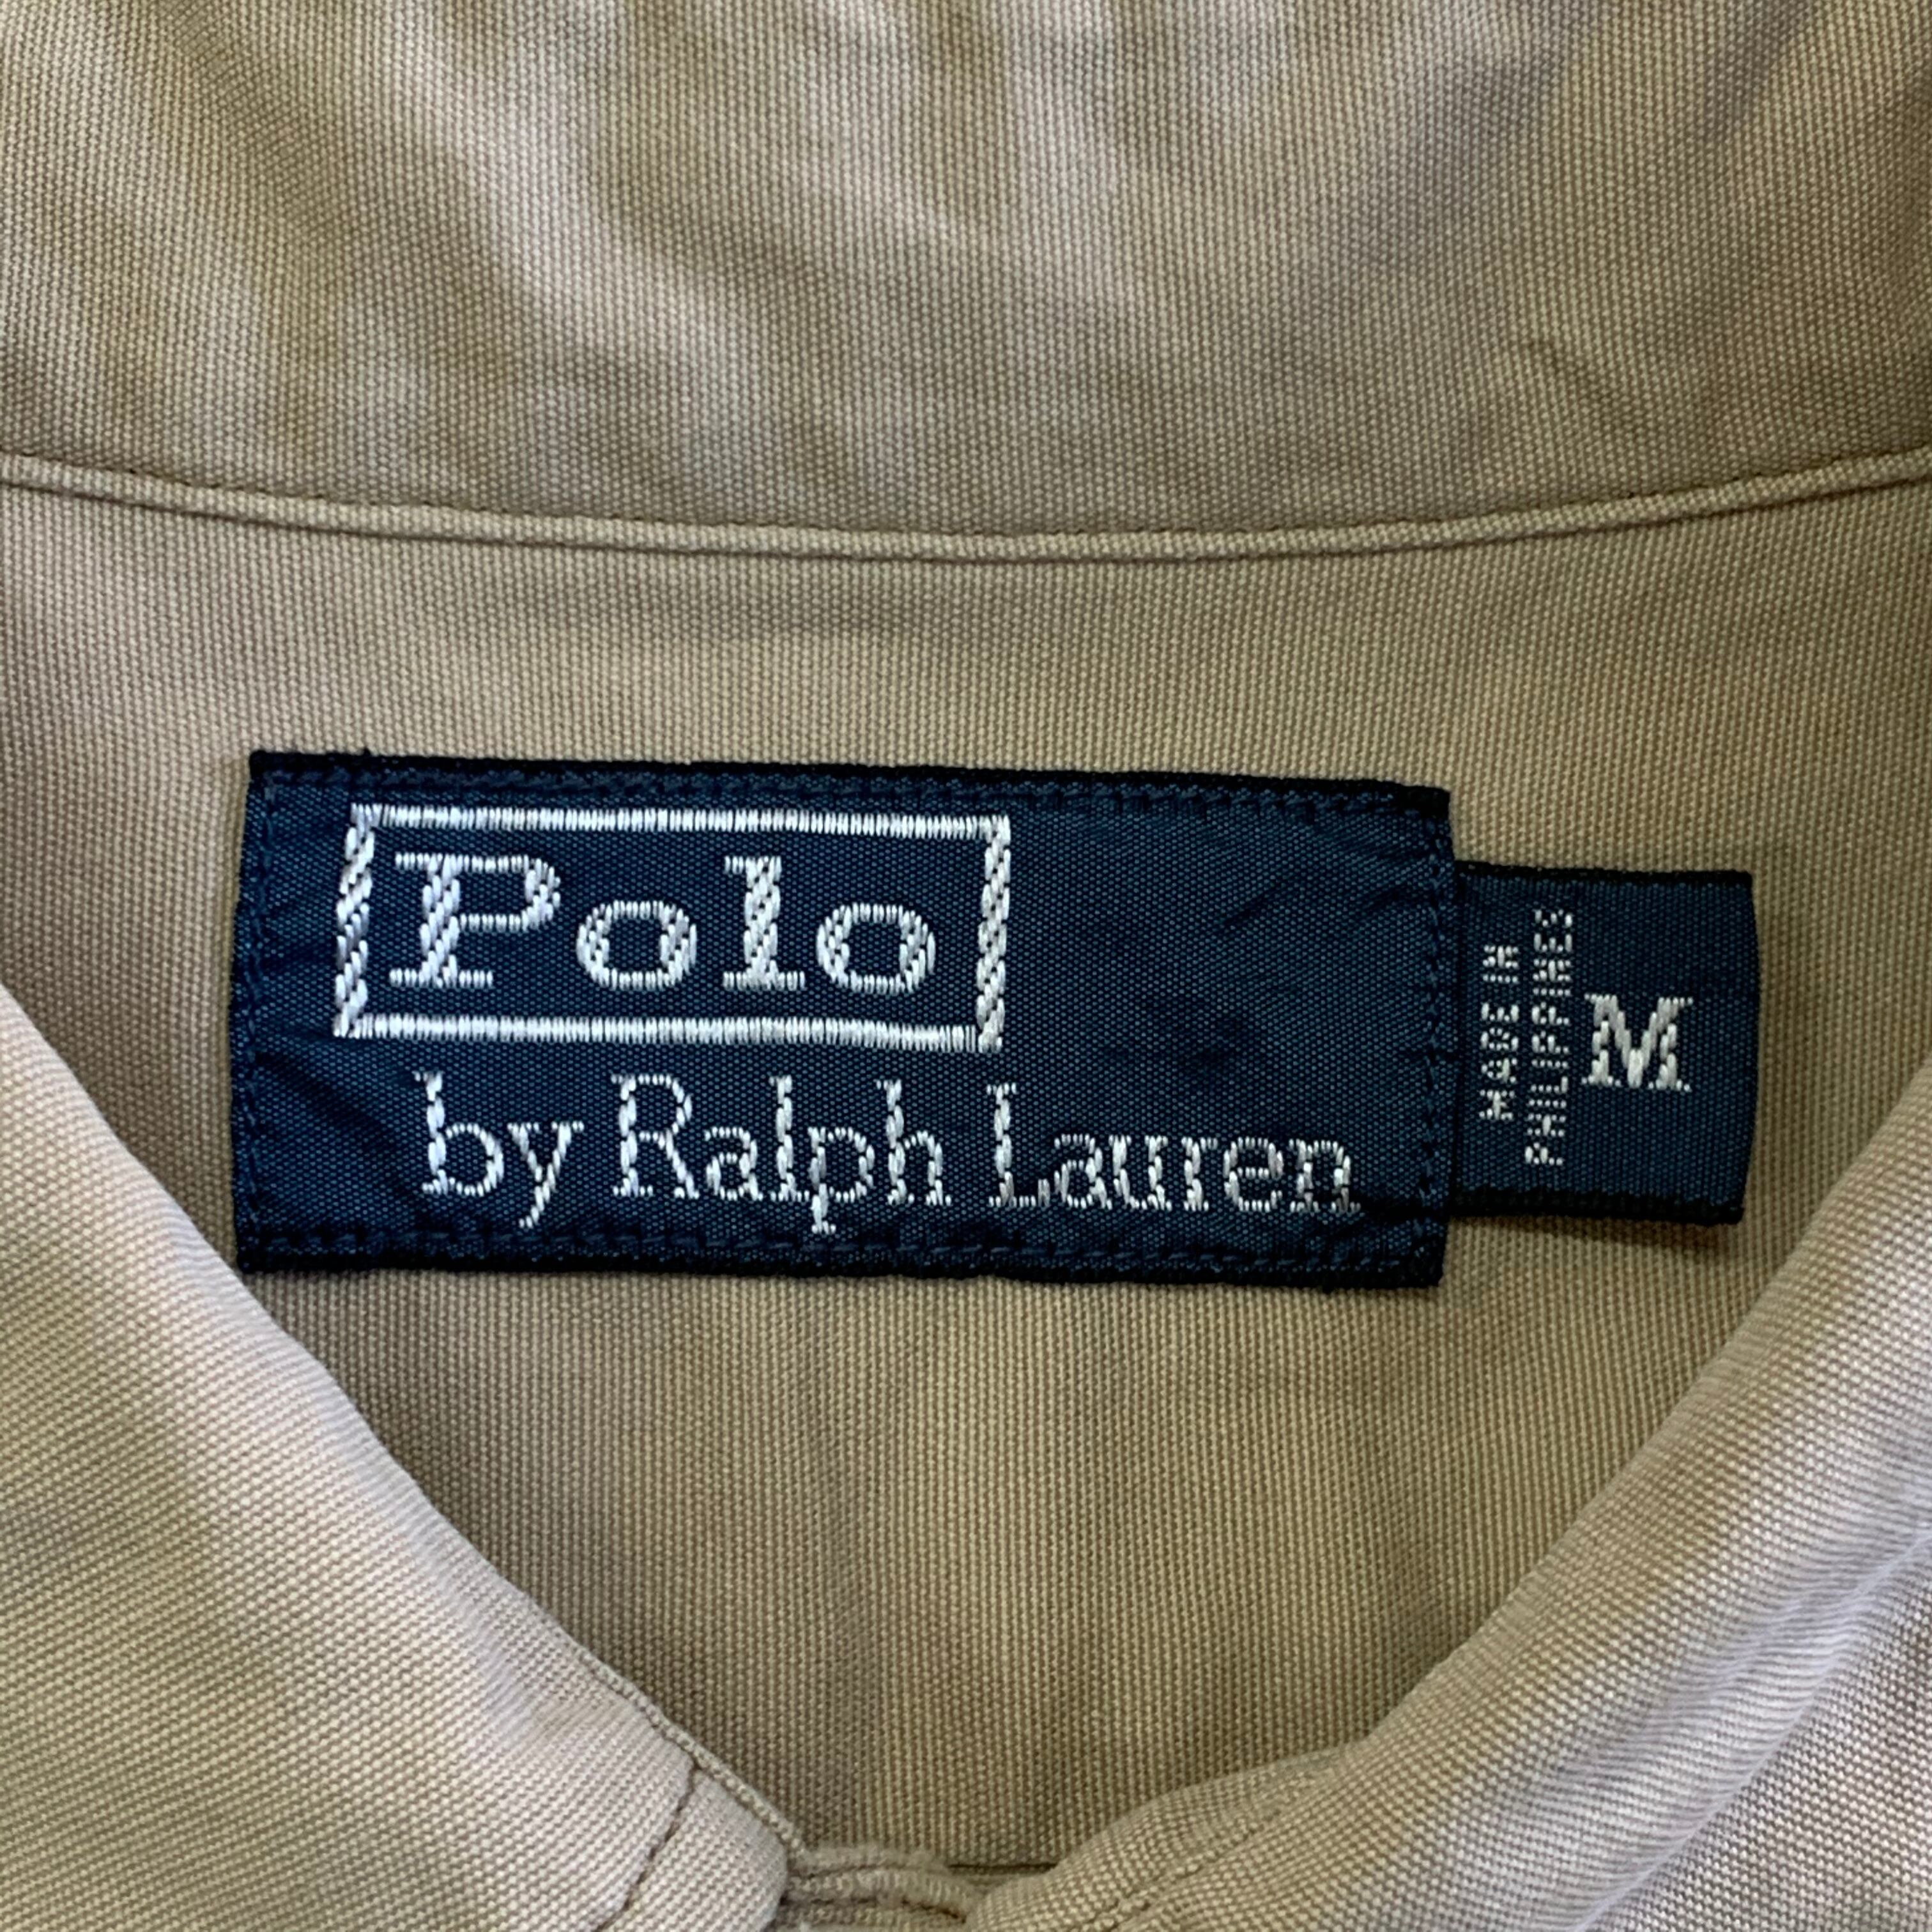 Polo
by Ralph Lauren
MADE IN
PHILIPPINES
M